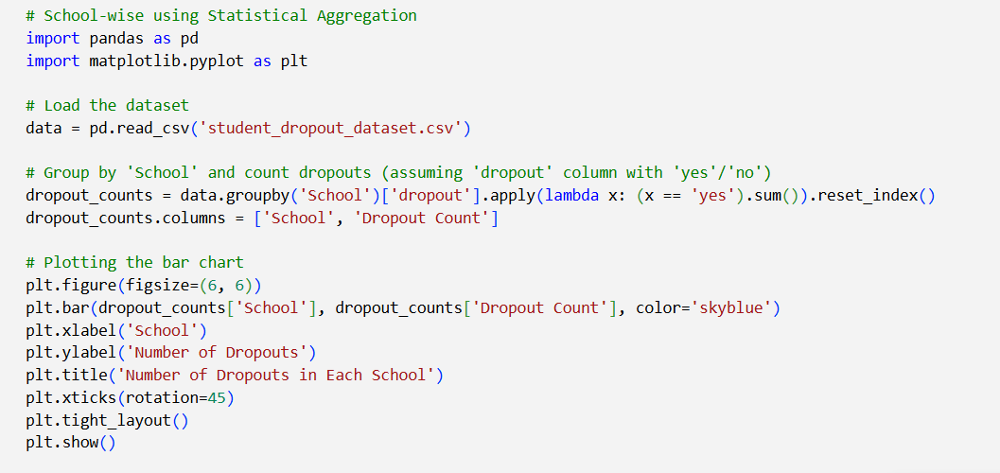 # School-wise using Statistical Aggregation
import pandas as pd
import matplotlib.pyplot as plt
# Load the dataset
data = pd.read_csv('student_dropout_dataset.csv')
# Group by 'School' and count dropouts (assuming 'dropout' column with 'yes'/'no')
dropout_counts = data.groupby('School')['dropout'].apply(lambda x: (x == 'yes').sum()).reset_index()
dropout_counts.columns = ['School', 'Dropout Count']
# Plotting the bar chart
plt.figure(figsize=(6, 6))
plt.bar(dropout_counts['School'], dropout_counts['Dropout Count'], color='skyblue')
plt.xlabel('School')
plt.ylabel('Number of Dropouts')
plt.title('Number of Dropouts in Each School')
plt.xticks(rotation=45)
plt.tight_layout()
plt.show()